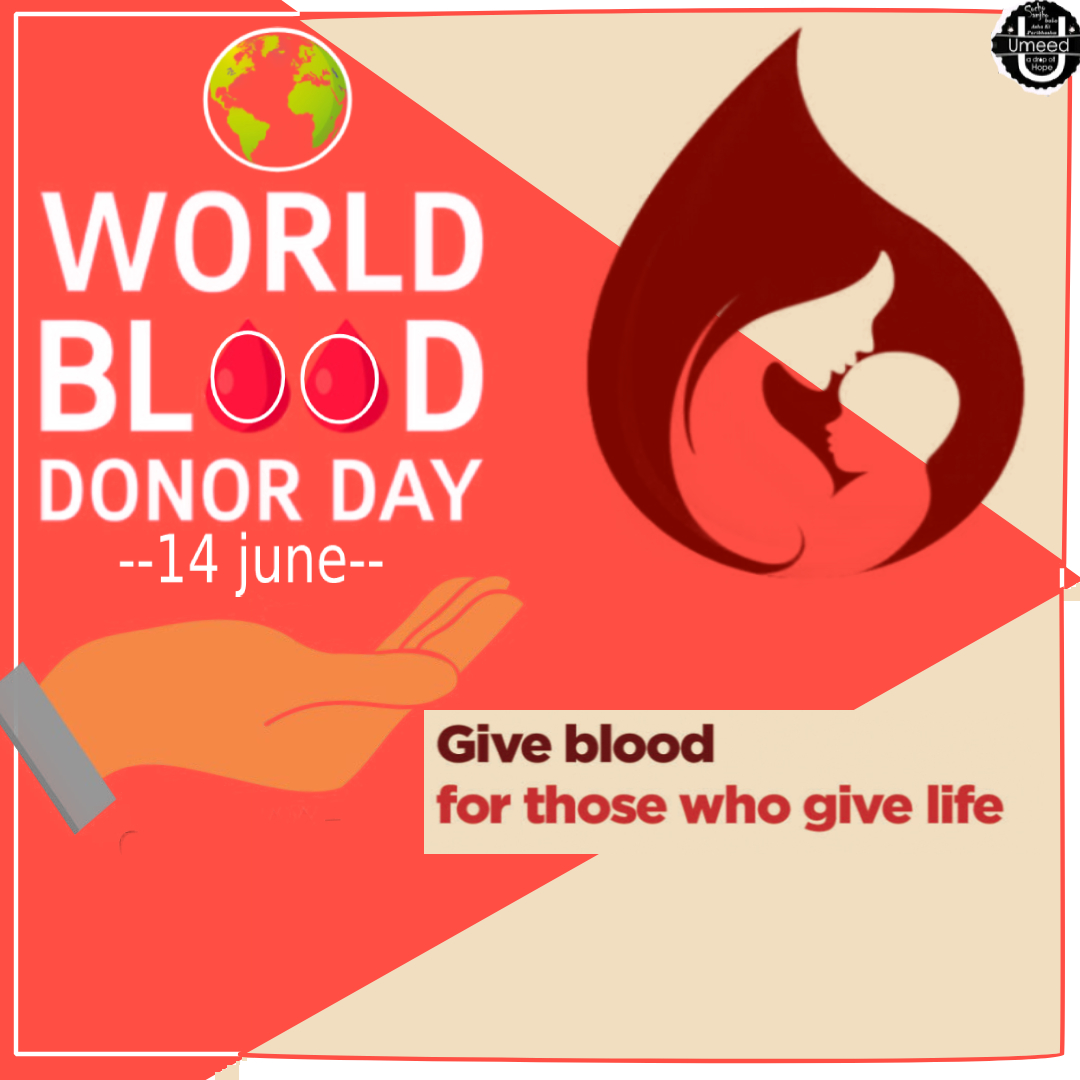 WORLD
BLOOD
DONOR DAY
--14 june--
Give blood
for those who give life
Umeed
a drop of
Hope